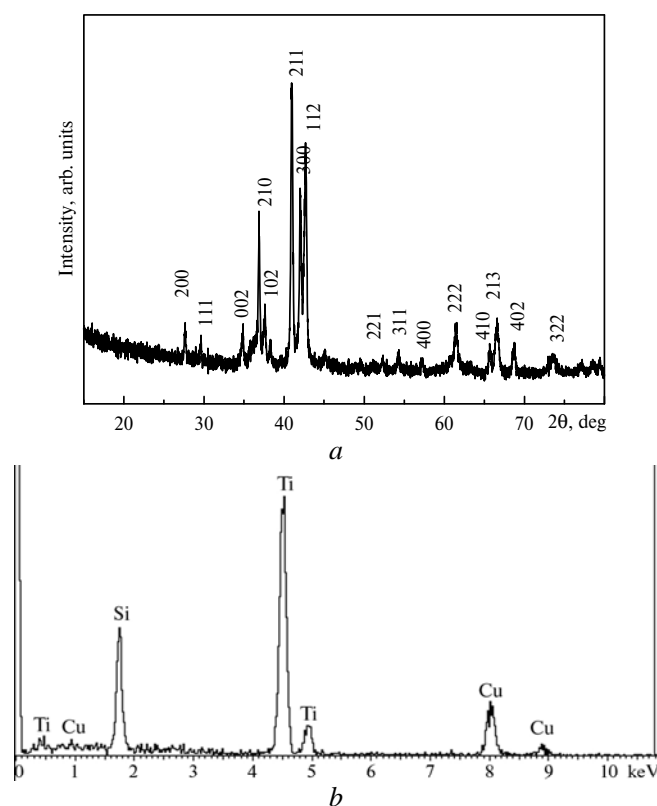 Intensity, arb. units
200
111
002
210
102
211
300
112
221
311
400
222
410
213
402
322
20 30 40 50 60 70 2θ, deg
a
Ti
Cu
Si
Ti
Ti
Cu
Cu
0 1 2 3 4 5 6 7 8 9 10 keV
b